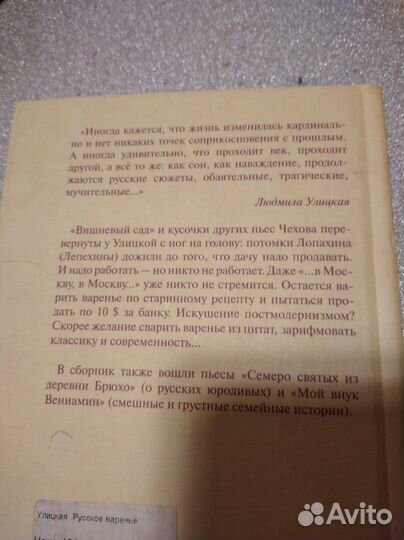 «Иногда кажется, что жизнь изменилась кардиналь-
но и нет никаких точек соприкосновения с прошлым.
А иногда удивительно, что проходит век, проходит
другой, а всё то же: как сон, как наваждение, продол-
жаются русские сюжеты, обаятельные, трагические,
мучительные...»
Людмила Улицкая
«Вишневый сад» и кусочки других пьес Чехова пере-
вернуты у Улицкой с ног на голову: потомки Лопахина
(Лепехины) дожили до того, что дачу надо продавать.
И надо работать — но никто не работает. Даже «...в Мос-
кву, в Москву...» уже никто не стремится. Остается ва-
рить варенье по старинному рецепту и пытаться про-
дать по 10 $ за банку. Искушение постмодернизмом?
Скорее желание сварить варенье из цитат, зарифмовать
классику и современность...
В сборник также вошли пьесы «Семеро святых из
деревни Брюхо» (о русских юродивых) и «Мой внук
Вениамин» (смешные и грустные семейные истории).
Улицкая Русское варенье
Avito